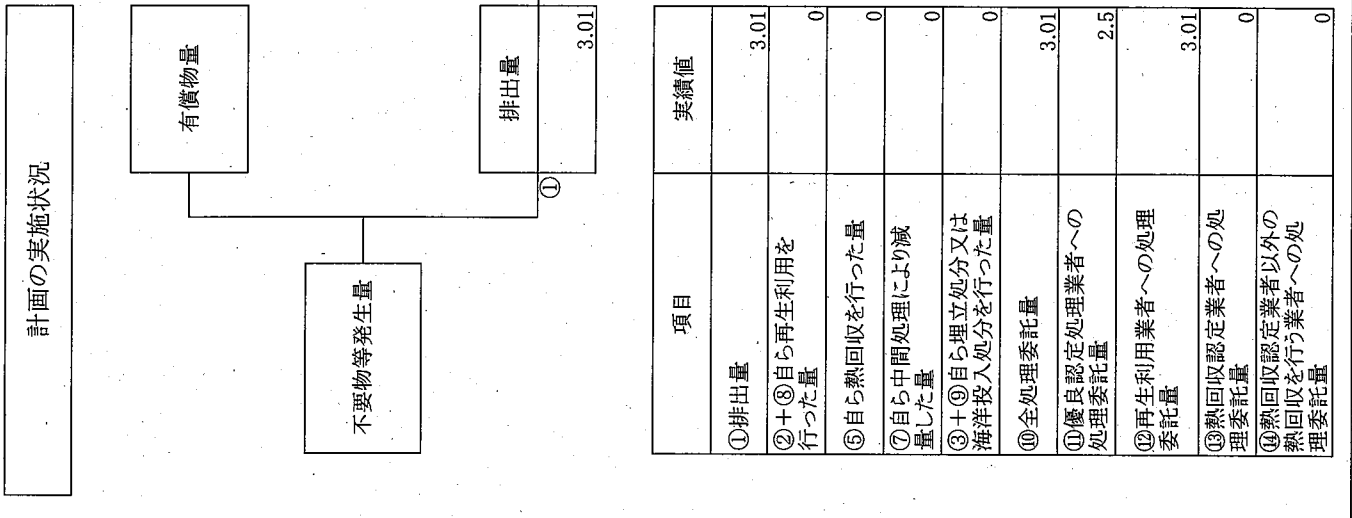 計画の実施状況
有償物量
不要物等発生量
排出量
①
3.01
項目
実績値
①排出量
3.01
②+⑧自ら再生利用を
行った量
0
⑤自ら熱回収を行った量
0
⑦自ら中間処理により減
量した量
0
③+⑨自ら埋立処分又は
海洋投入処分を行った量
0
⑩全処理委託量
3.01
⑪優良認定処理業者への
処理委託量
2.5
⑫再生利用業者への処理
委託量
3.01
⑬熱回収認定業者への処
理委託量
0
⑭熱回収認定業者以外の
熱回収を行う業者への処
理委託量
0